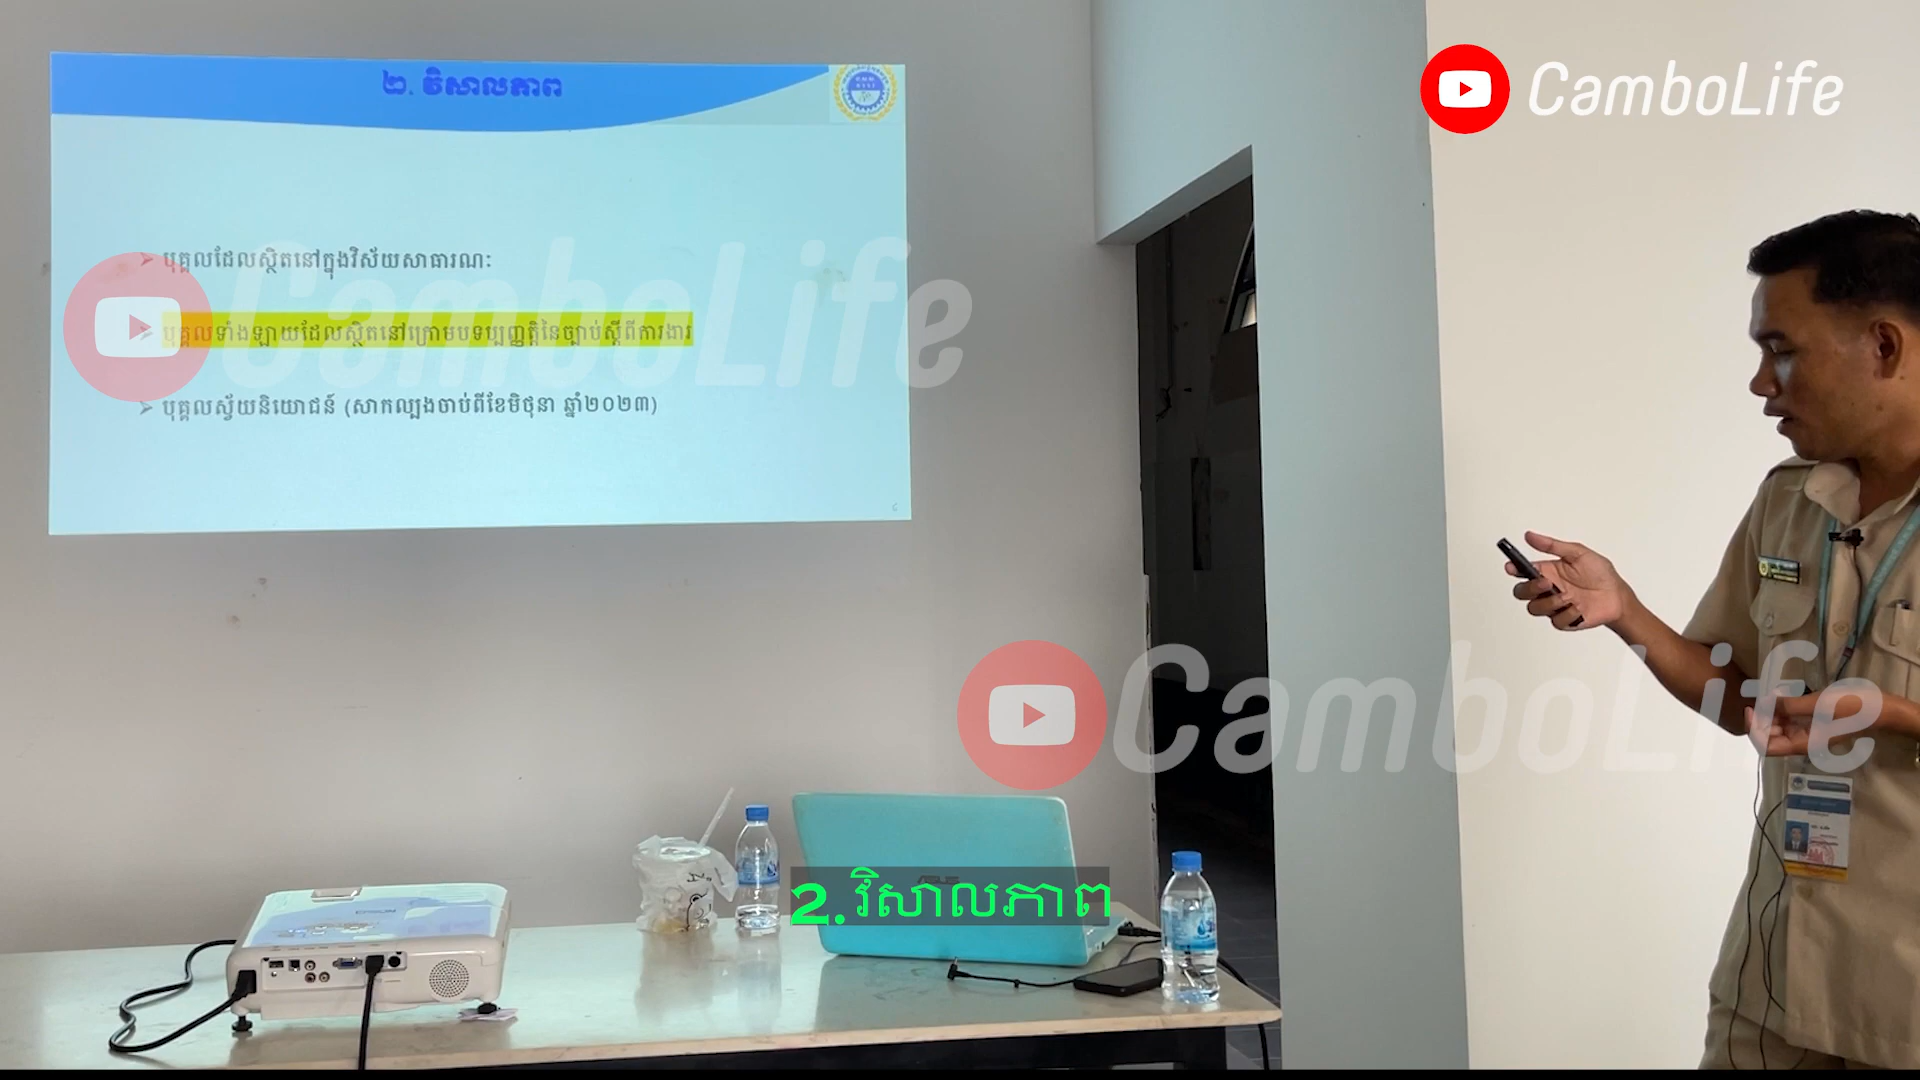 ២. វិសាលភាព
CamboLife
➢ បុគ្គលដែលស្ថិតនៅក្នុងវិស័យសាធារណៈ
➢ បុគ្គលទាំងឡាយដែលស្ថិតនៅក្រោមបទប្បញ្ញត្តិនៃច្បាប់ស្តីពីការងារ
CamboLife
➢ បុគ្គលស្វ័យនិយោជន៍ (សាកល្បងចាប់ពីខែមិថុនា ឆ្នាំ២០២៣)
CamboLife
ASUS
2.វិសាលភាព
EPSON